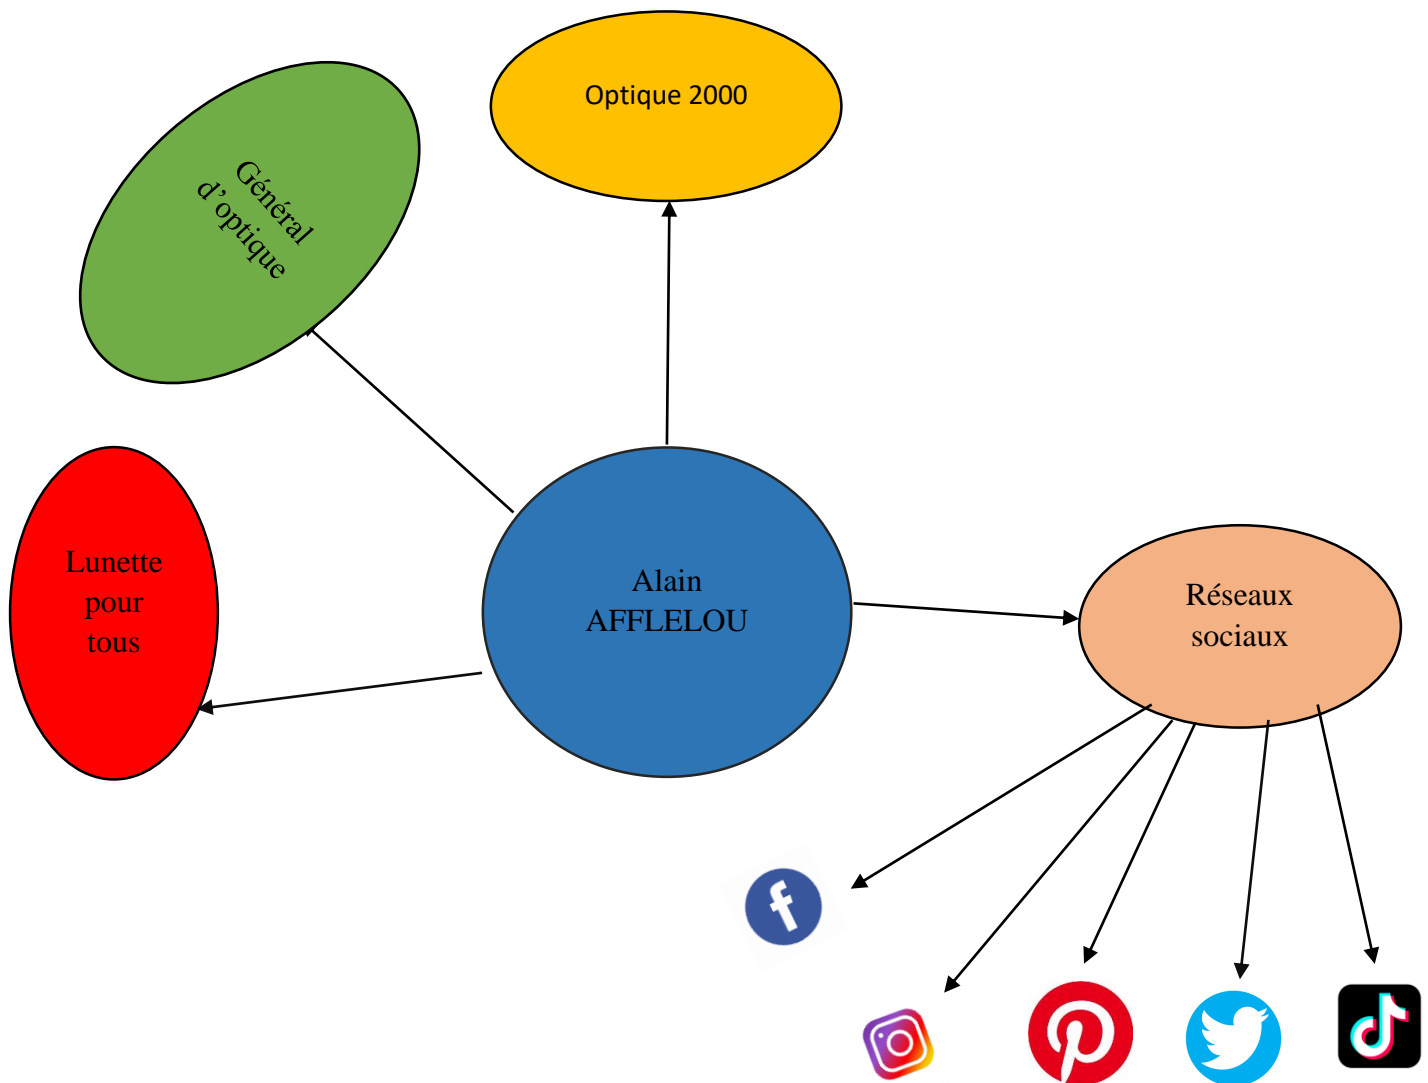 Optique 2000
Général
d’optique
Lunette
pour
tous
Alain
AFFLELOU
Réseaux
sociaux